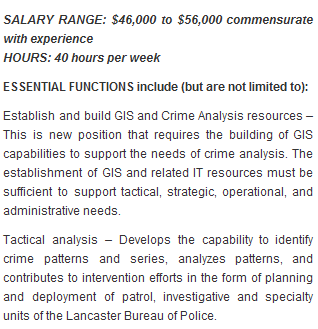 SALARY RANGE: $46,000 to $56,000 commensurate
with experience
HOURS: 40 hours per week
ESSENTIAL FUNCTIONS include (but are not limited to):
Establish and build GIS and Crime Analysis resources –
This is new position that requires the building of GIS
capabilities to support the needs of crime analysis. The
establishment of GIS and related IT resources must be
sufficient to support tactical, strategic, operational, and
administrative needs.
Tactical analysis – Develops the capability to identify
crime patterns and series, analyzes patterns, and
contributes to intervention efforts in the form of planning
and deployment of patrol, investigative and specialty
units of the Lancaster Bureau of Police.